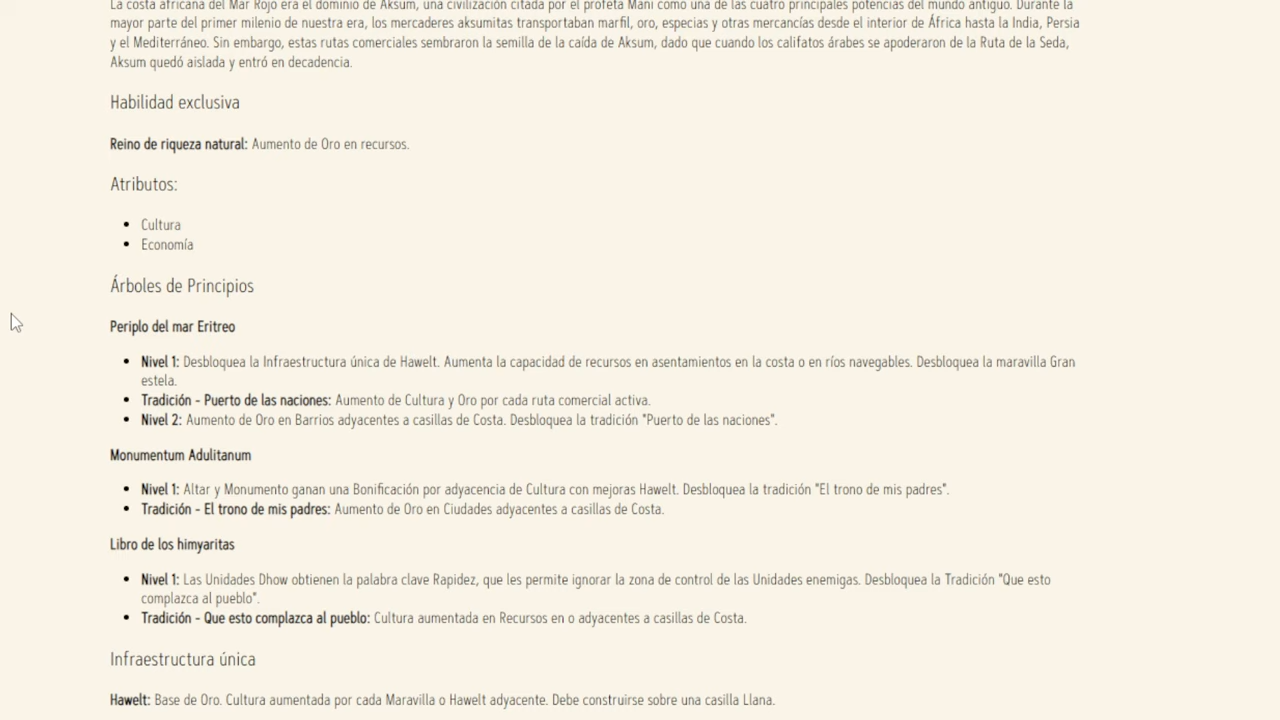 La costa africana del Mar Rojo era el dominio de Aksum, una civilización citada por el profeta Mani como una de las cuatro principales potencias del mundo antiguo. Durante la
mayor parte del primer milenio de nuestra era, los mercaderes aksumitas transportaban marfil, oro, especias y otras mercancías desde el interior de África hasta la India, Persia
y el Mediterráneo. Sin embargo, estas rutas comerciales sembraron la semilla de la caída de Aksum, dado que cuando los califatos árabes se apoderaron de la Ruta de la Seda,
Aksum quedó aislada y entró en decadencia.
Habilidad exclusiva
Reino de riqueza natural: Aumento de Oro en recursos.
Atributos:
• Cultura
• Economía
Árboles de Principios
Periplo del mar Eritreo
• Nivel 1: Desbloquea la Infraestructura única de Hawelt. Aumenta la capacidad de recursos en asentamientos en la costa o en ríos navegables. Desbloquea la maravilla Gran
estela.
• Tradición - Puerto de las naciones: Aumento de Cultura y Oro por cada ruta comercial activa.
• Nivel 2: Aumento de Oro en Barrios adyacentes a casillas de Costa. Desbloquea la tradición "Puerto de las naciones".
Monumentum Adulitanum
• Nivel 1: Altar y Monumento ganan una Bonificación por adyacencia de Cultura con mejoras Hawelt. Desbloquea la tradición "El trono de mis padres".
• Tradición - El trono de mis padres: Aumento de Oro en Ciudades adyacentes a casillas de Costa.
Libro de los himyaritas
• Nivel 1: Las Unidades Dhow obtienen la palabra clave Rapidez, que les permite ignorar la zona de control de las Unidades enemigas. Desbloquea la Tradición "Que esto
complazca al pueblo".
• Tradición - Que esto complazca al pueblo: Cultura aumentada en Recursos en o adyacentes a casillas de Costa.
Infraestructura única
Hawelt: Base de Oro. Cultura aumentada por cada Maravilla o Hawelt adyacente. Debe construirse sobre una casilla Llana.